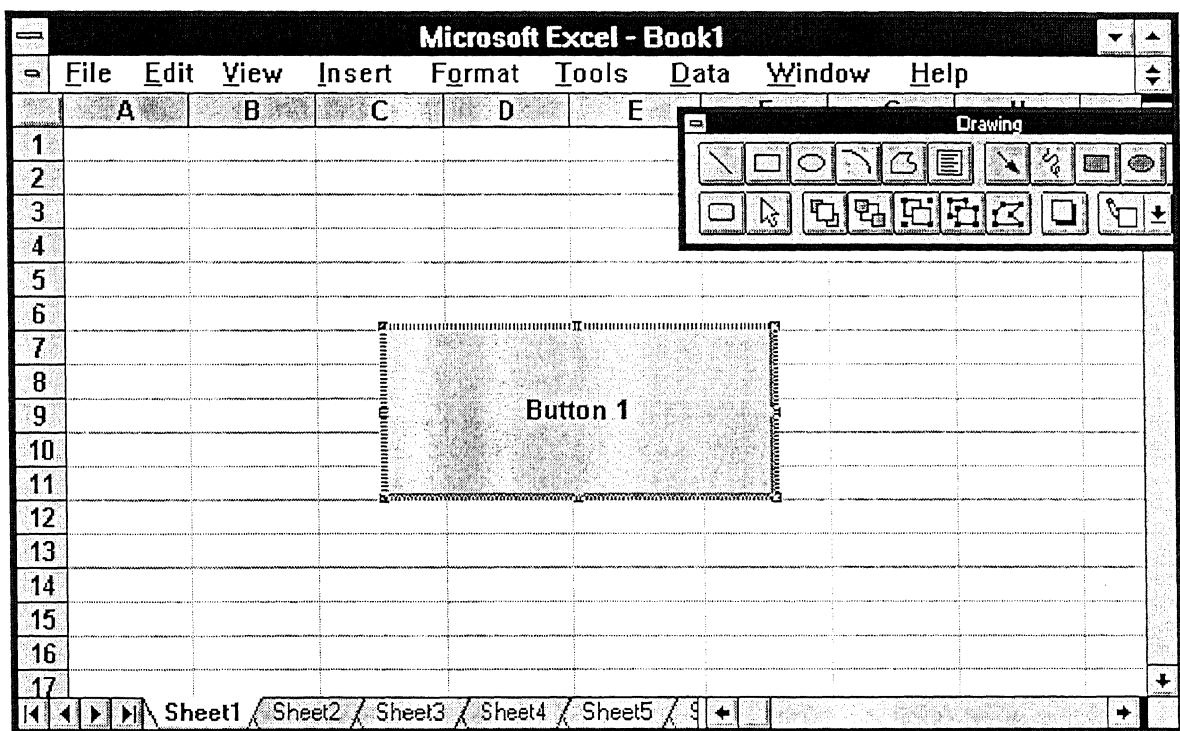 Microsoft Excel - Book1
File Edit View Insert Format Tools Data Window Help
A B C D E
Drawing
1
2
3
4
5
6
7
8
9
Button 1
10
11
12
13
14
15
16
17
Sheet1 Sheet2 Sheet3 Sheet4 Sheet5 S